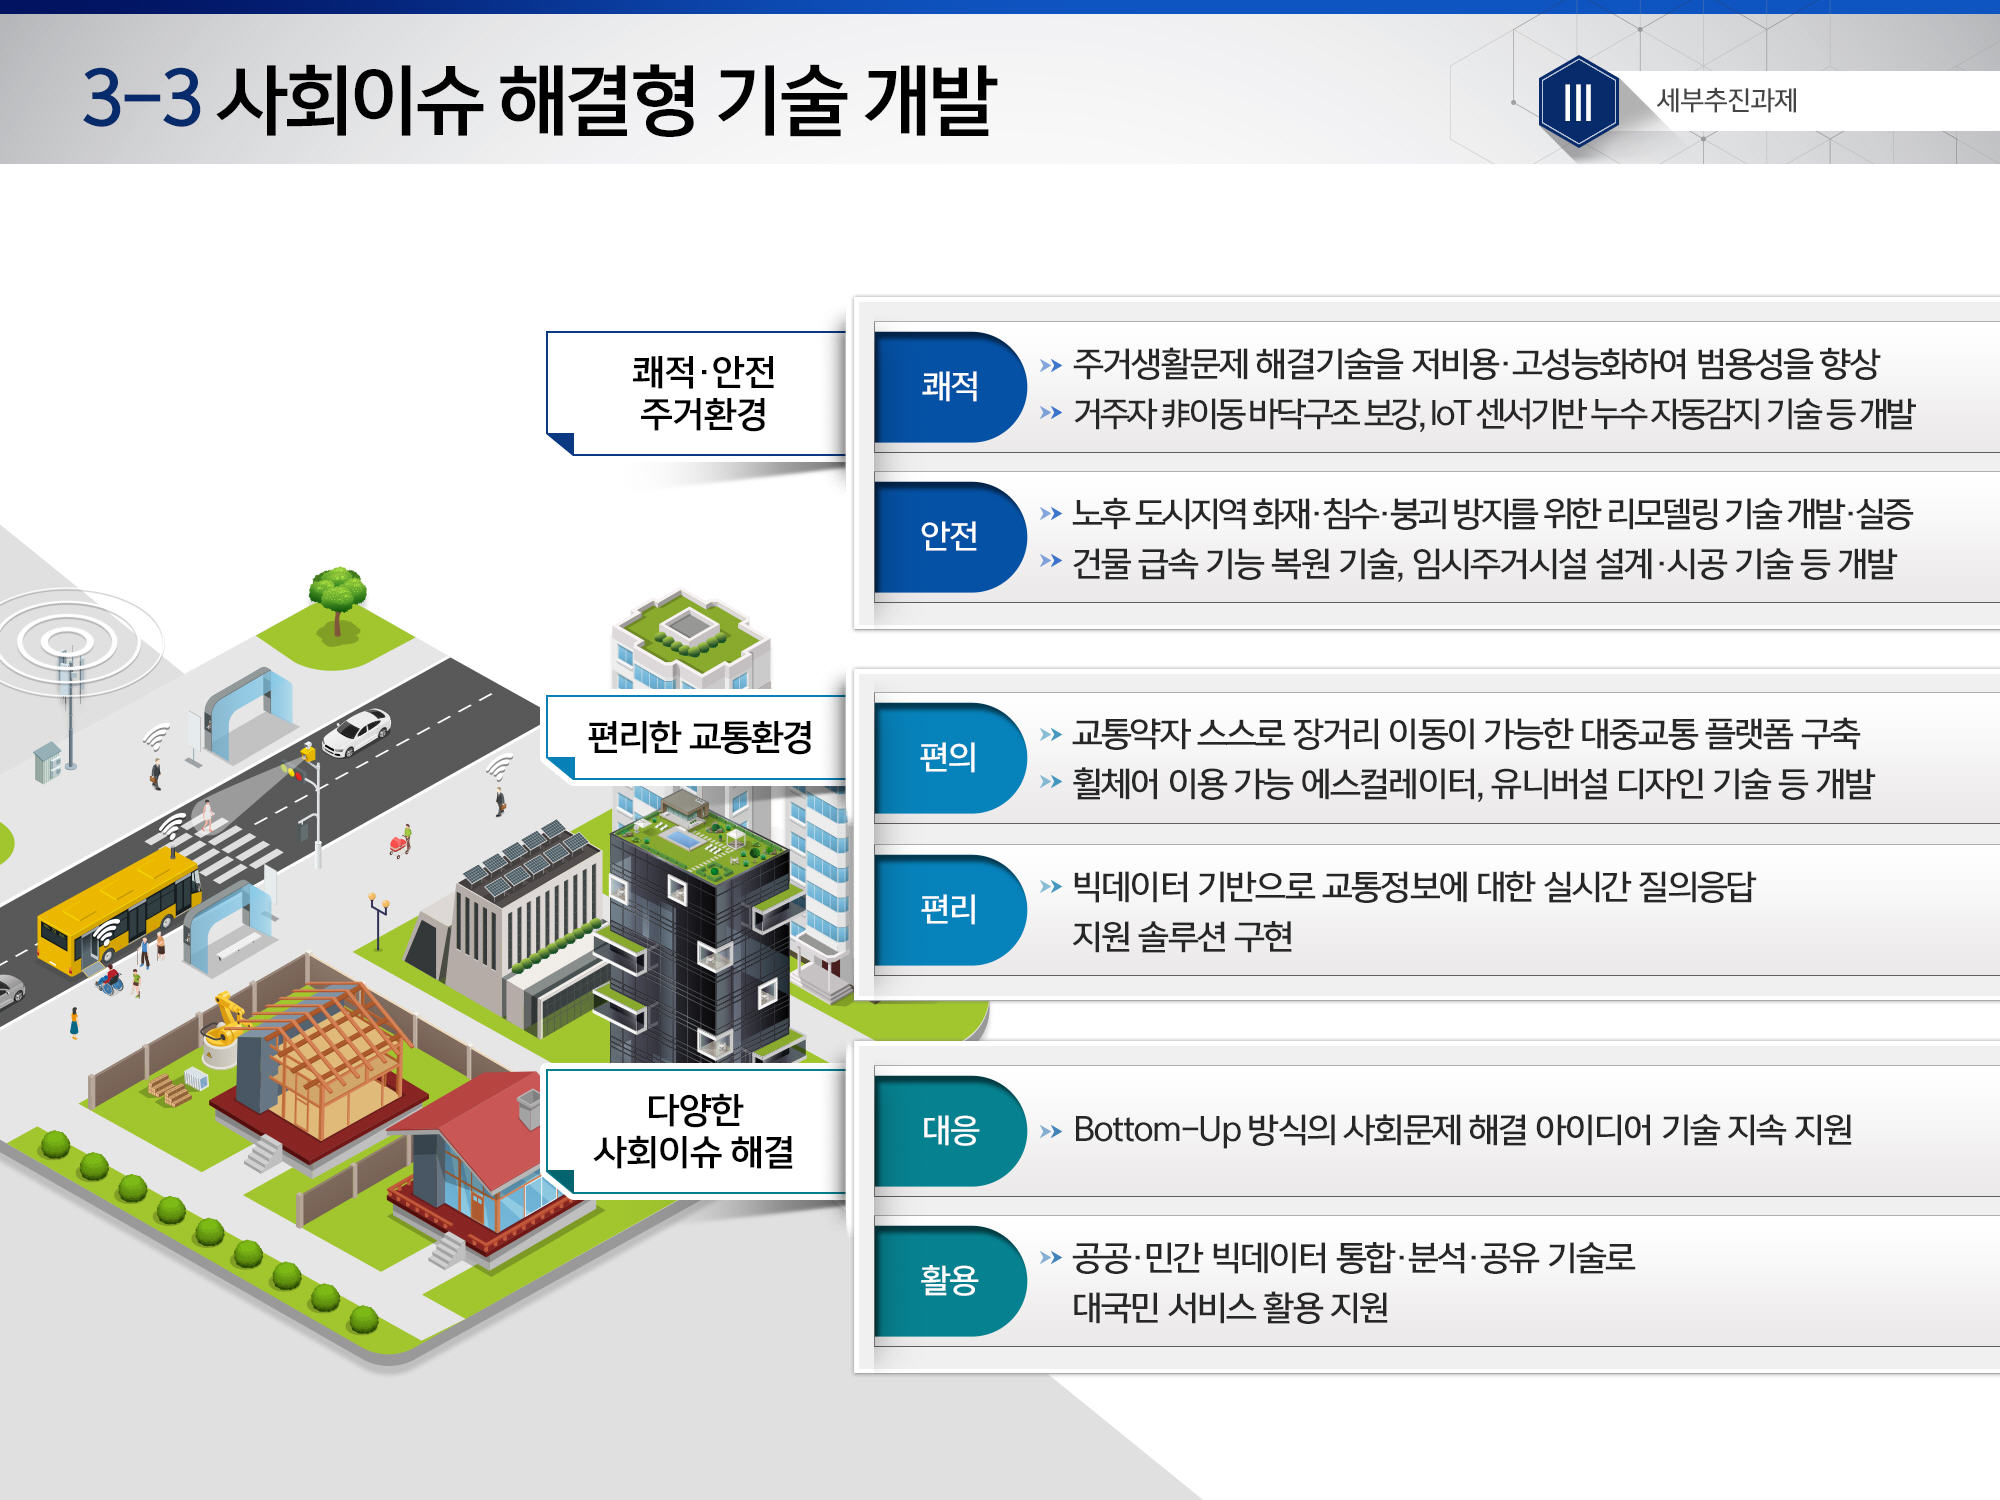 3-3 사회이슈 해결형 기술 개발
III
세부추진과제
쾌적·안전
주거환경
쾌적
주거생활문제 해결기술을 저비용·고성능화하여 범용성을 향상
거주자 非이동 바닥구조 보강, IoT 센서기반 누수 자동감지 기술 등 개발
안전
노후 도시지역 화재·침수·붕괴 방지를 위한 리모델링 기술 개발·실증
건물 급속 기능 복원 기술, 임시주거시설 설계·시공 기술 등 개발
편리한 교통환경
편의
교통약자 스스로 장거리 이동이 가능한 대중교통 플랫폼 구축
휠체어 이용 가능 에스컬레이터, 유니버설 디자인 기술 등 개발
편리
빅데이터 기반으로 교통정보에 대한 실시간 질의응답
지원 솔루션 구현
다양한
사회이슈 해결
대응
Bottom-Up 방식의 사회문제 해결 아이디어 기술 지속 지원
활용
공공·민간 빅데이터 통합·분석·공유 기술로
대국민 서비스 활용 지원